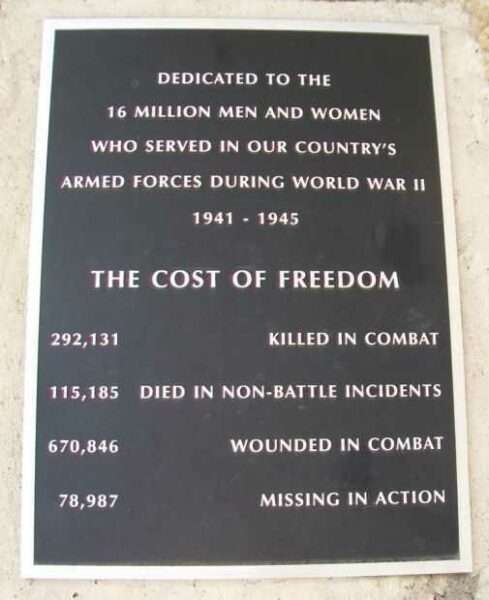 DEDICATED TO THE
16 MILLION MEN AND WOMEN
WHO SERVED IN OUR COUNTRY'S
ARMED FORCES DURING WORLD WAR II
1941 - 1945
THE COST OF FREEDOM
292,131 KILLED IN COMBAT
115,185 DIED IN NON-BATTLE INCIDENTS
670,846 WOUNDED IN COMBAT
78,987 MISSING IN ACTION